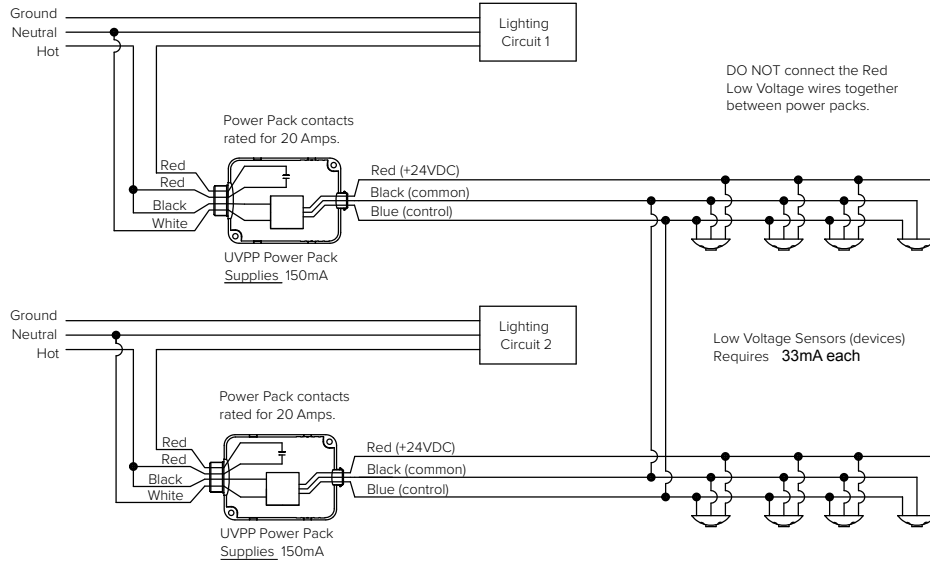 Ground
Neutral
Hot
Lighting
Circuit 1
DO NOT connect the Red
Low Voltage wires together
between power packs.
Power Pack contacts
rated for 20 Amps.
Red
Red
Black
White
Red (+24VDC)
Black (common)
Blue (control)
UVPP Power Pack
Supplies 150mA
Ground
Neutral
Hot
Lighting
Circuit 2
Low Voltage Sensors (devices)
Requires 33mA each
Power Pack contacts
rated for 20 Amps.
Red
Red
Black
White
Red (+24VDC)
Black (common)
Blue (control)
UVPP Power Pack
Supplies 150mA